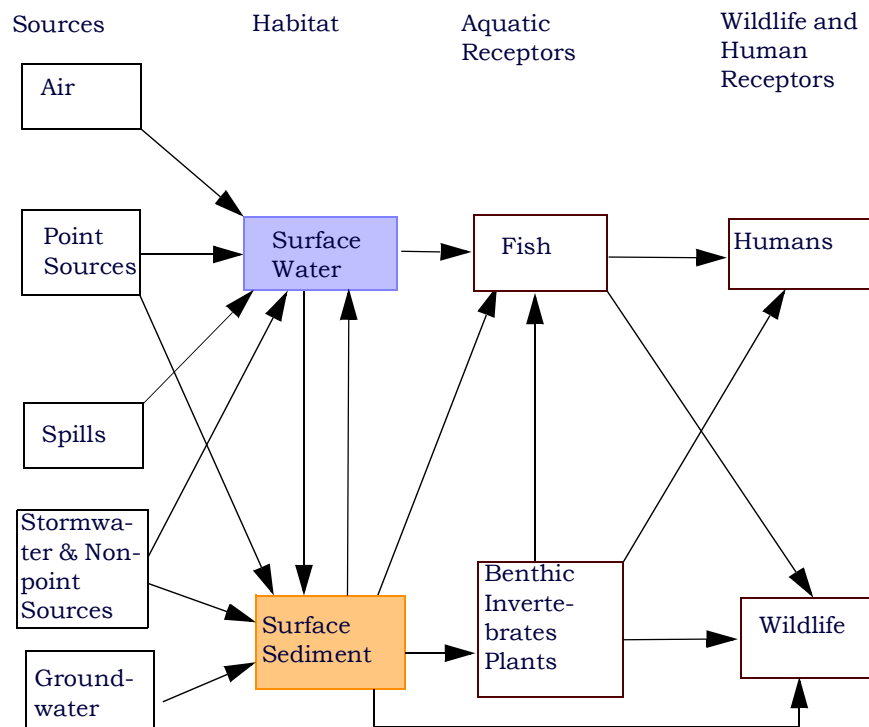 Sources
Habitat
Aquatic
Receptors
Wildlife and
Human
Receptors
Air
Point
Sources
Surface
Water
Fish
Humans
Spills
Stormwa-
ter & Non-
point
Sources
Surface
Sediment
Benthic
Inverte-
brates
Plants
Wildlife
Ground-
water